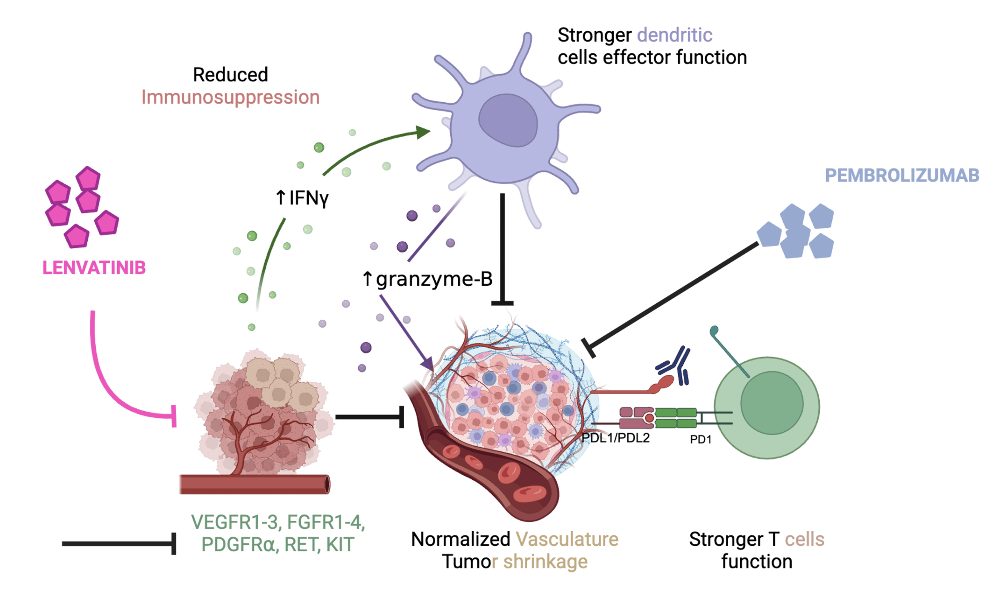 Stronger dendritic
cells effector function
Reduced
Immunosuppression
PEMBROLIZUMAB
↑IFNγ
LENVATINIB
↑granzyme-B
PDL1/PDL2
PD1
VEGFR1-3, FGFR1-4,
PDGFRα, RET, KIT
Normalized Vasculature
Tumor shrinkage
Stronger T cells
function